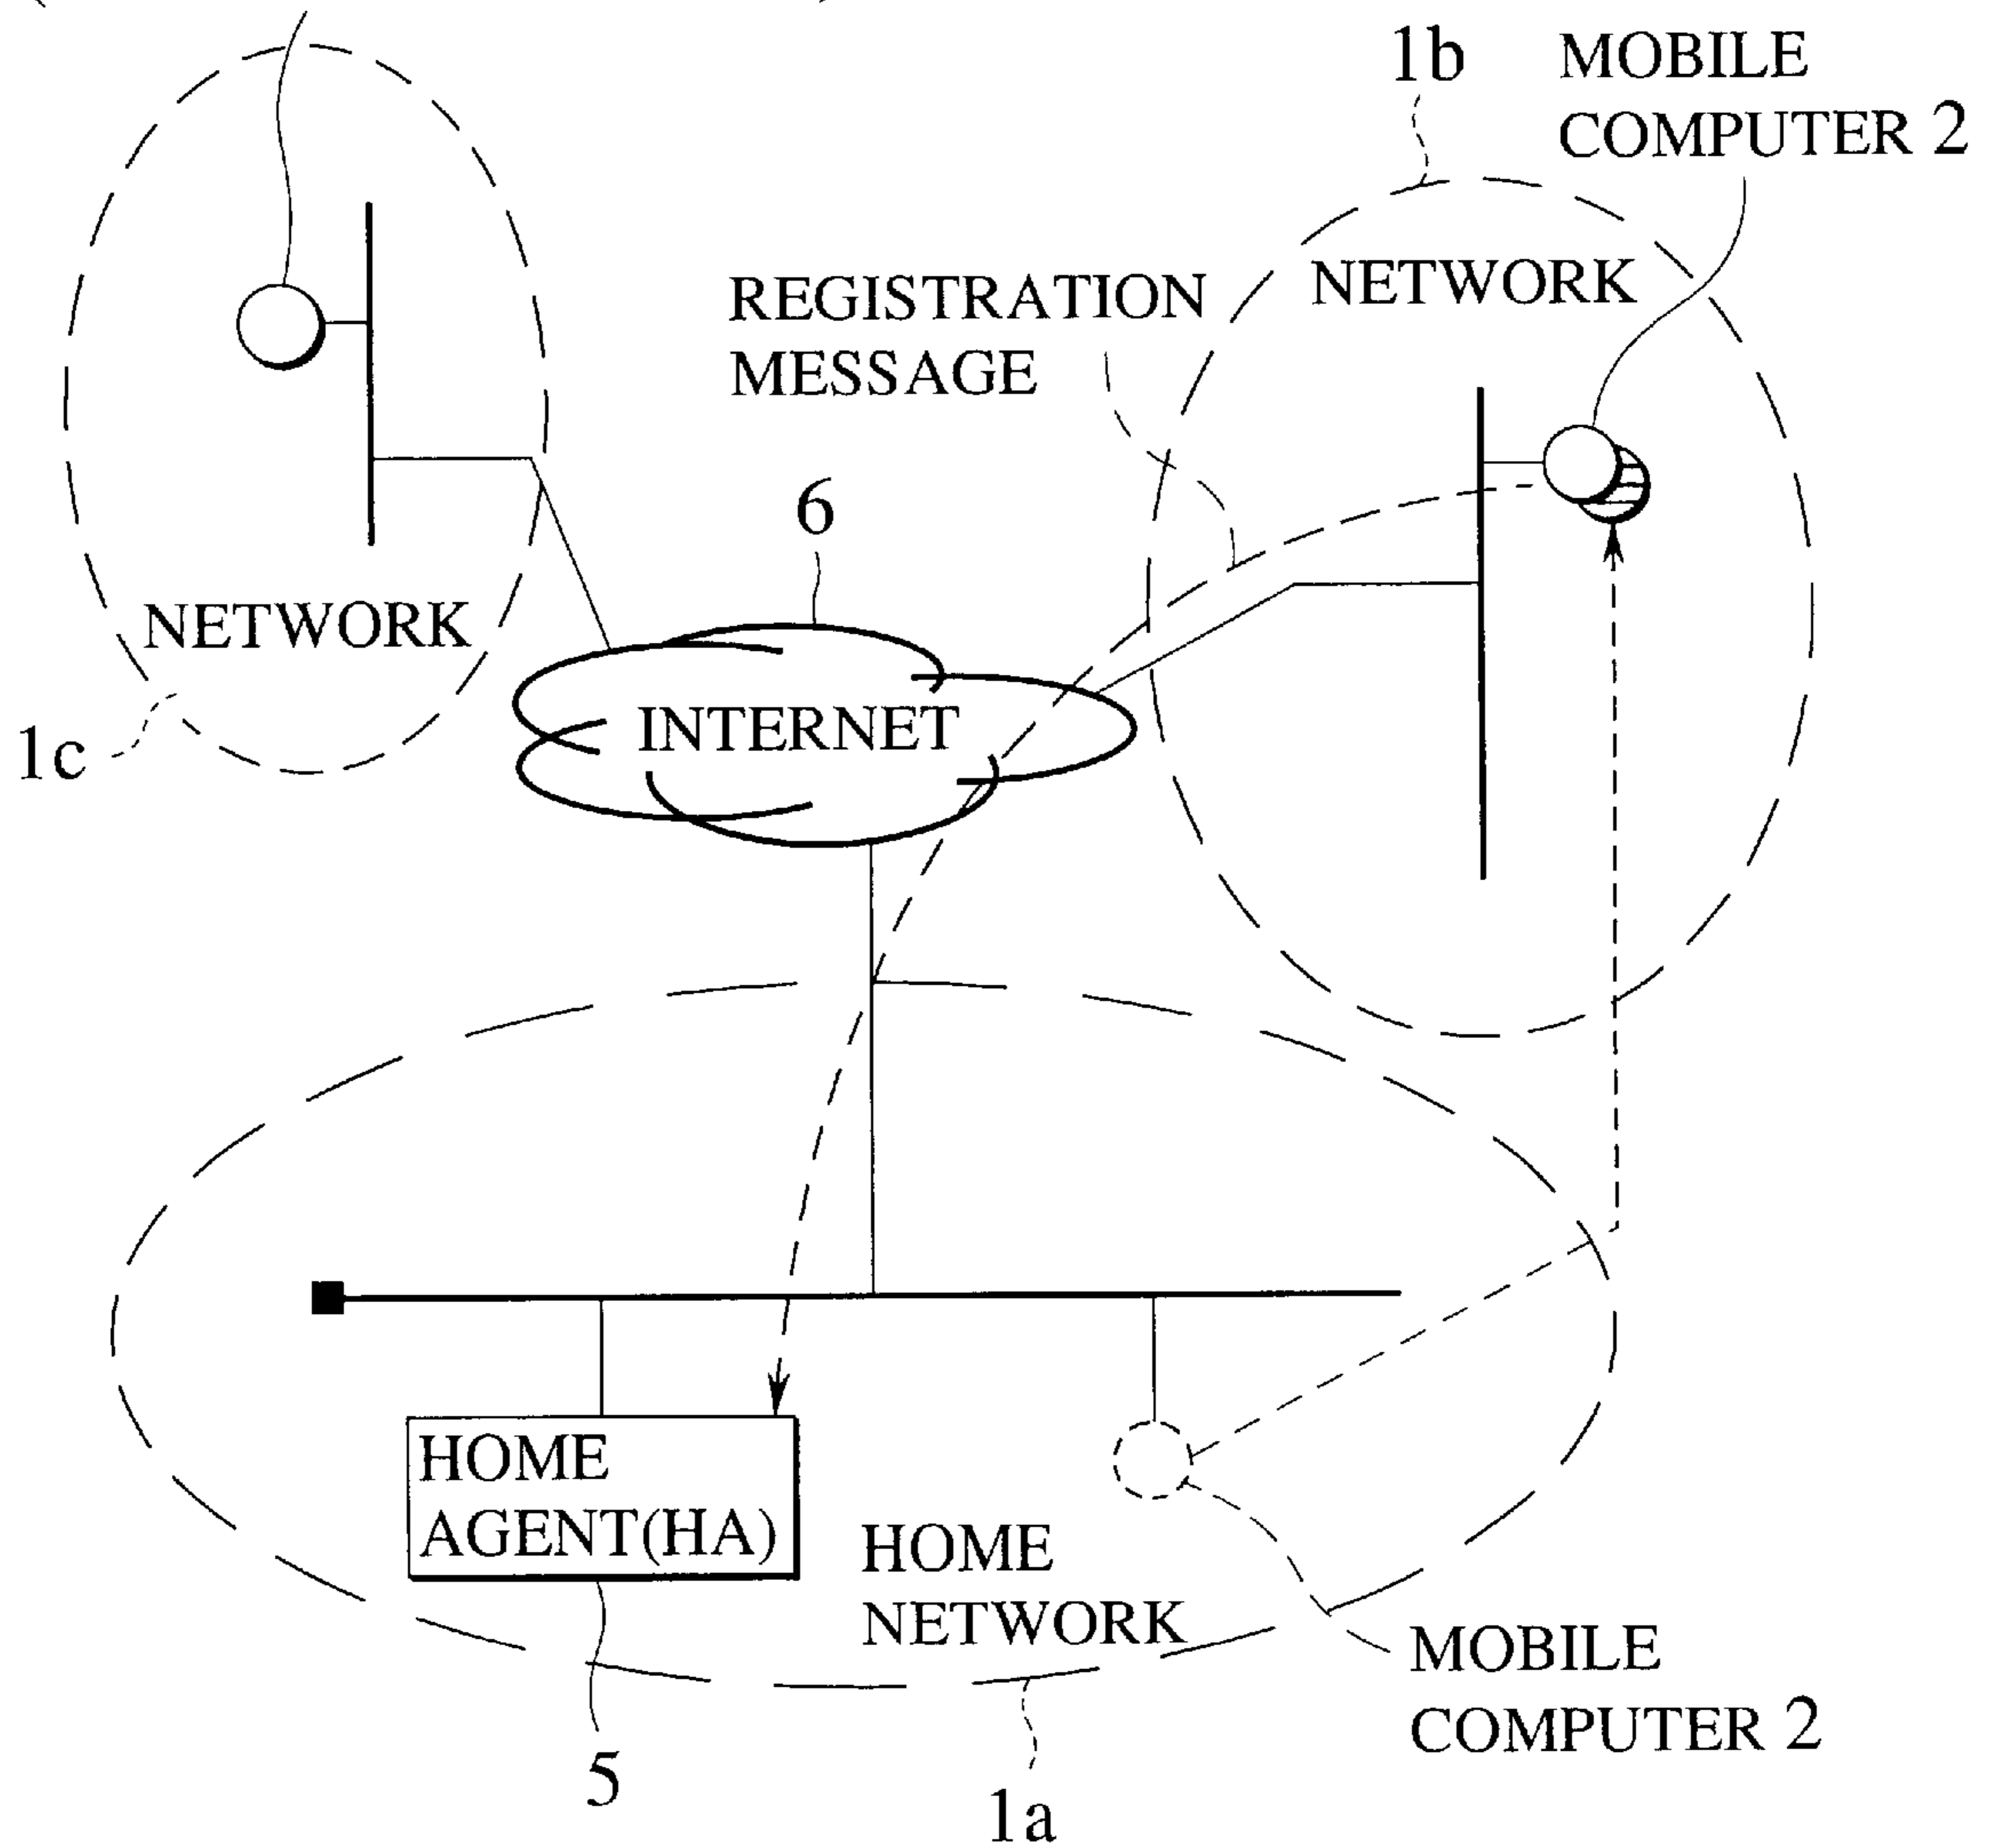 1b
MOBILE
COMPUTER 2
NETWORK
REGISTRATION
MESSAGE
6
NETWORK
1c
INTERNET
HOME
AGENT(HA)
HOME
NETWORK
MOBILE
COMPUTER 2
5
1a